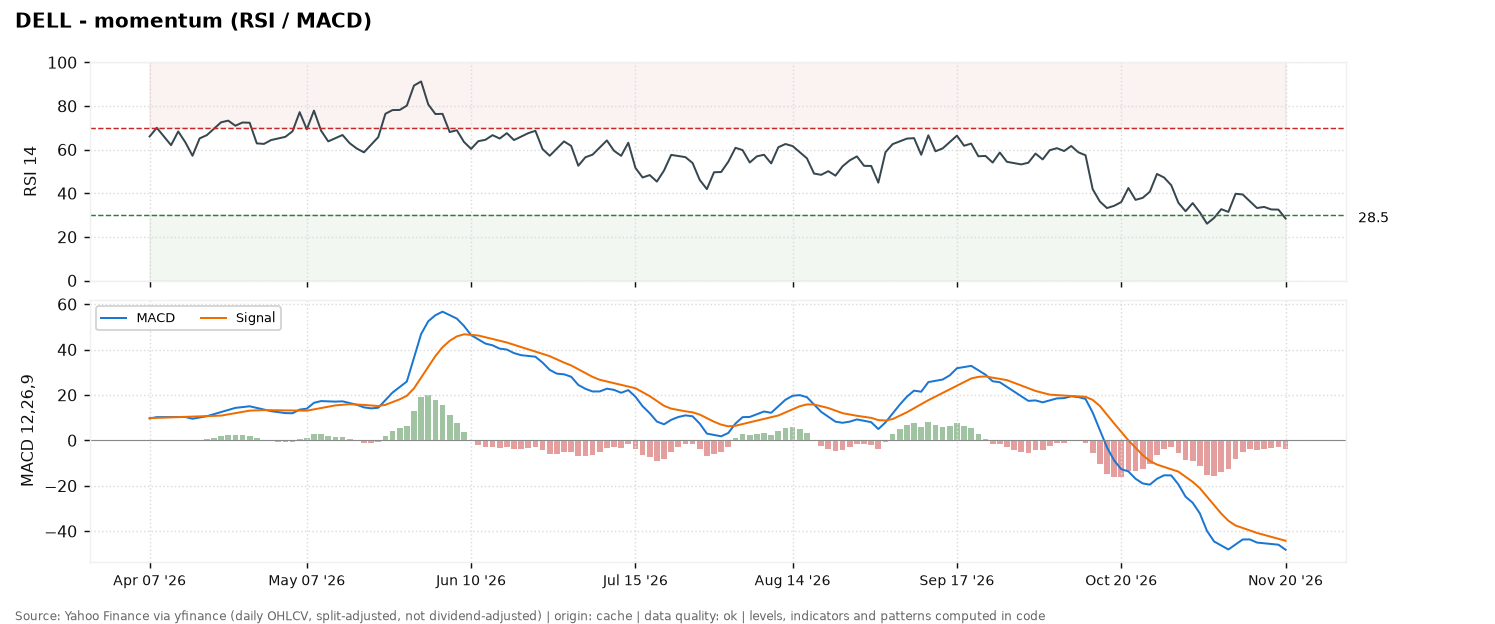 DELL - momentum (RSI / MACD)
100
80
60
40
20
0
RSI 14
28.5
MACD
Signal
60
40
20
0
−20
−40
MACD 12,26,9
Apr 07 '26
May 07 '26
Jun 10 '26
Jul 15 '26
Aug 14 '26
Sep 17 '26
Oct 20 '26
Nov 20 '26
Source: Yahoo Finance via yfinance (daily OHLCV, split-adjusted, not dividend-adjusted) | origin: cache | data quality: ok | levels, indicators and patterns computed in code